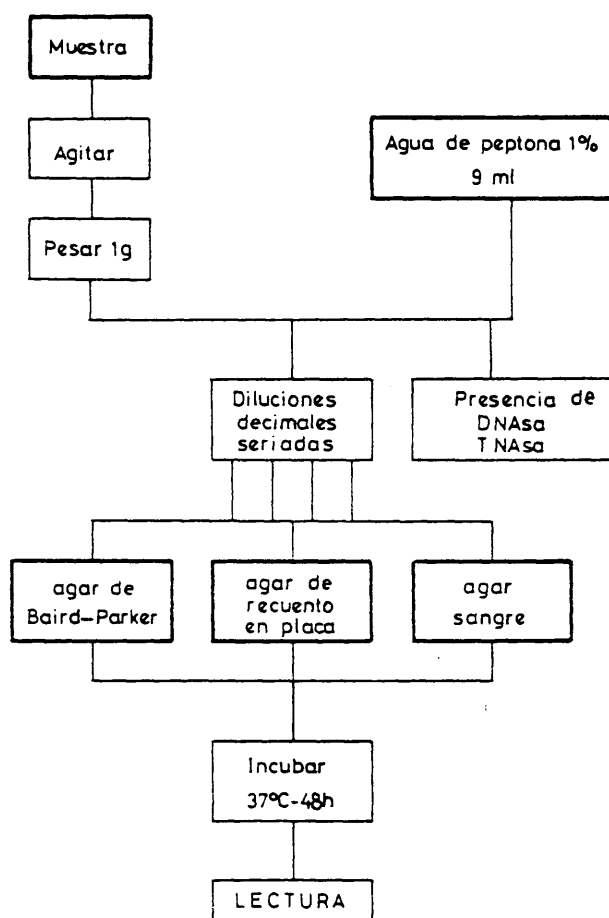 Muestra
Agitar
Pesar 1g
Agua de peptona 1%
9 ml
Diluciones
decimales
seriadas
Presencia de
DNAsa
TNAsa
agar de
Baird-Parker
agar de
recuento
en placa
agar
sangre
Incubar
37ºC-48h
LECTURA